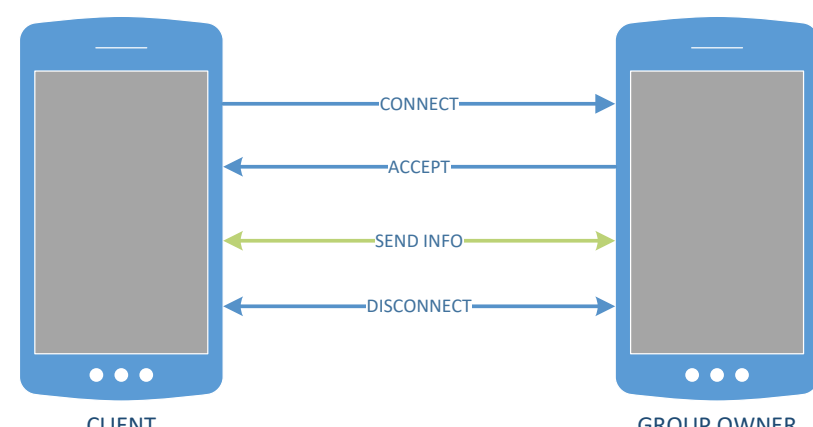 CONNECT
ACCEPT
SEND INFO
DISCONNECT
CLIENT
GROUP OWNER